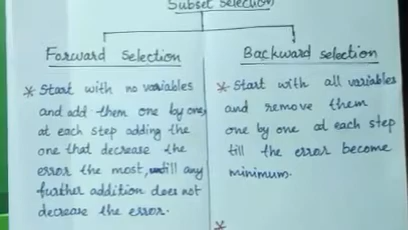 Subset Selection
Forward Selection
* Start with no variables
and add them one by one,
at each step adding the
one that decrease the
error the most, untill any
further addition does not
decrease the error.
Backward selection
* Start with all variables
and remove them
one by one at each step
till the error become
minimum.
*